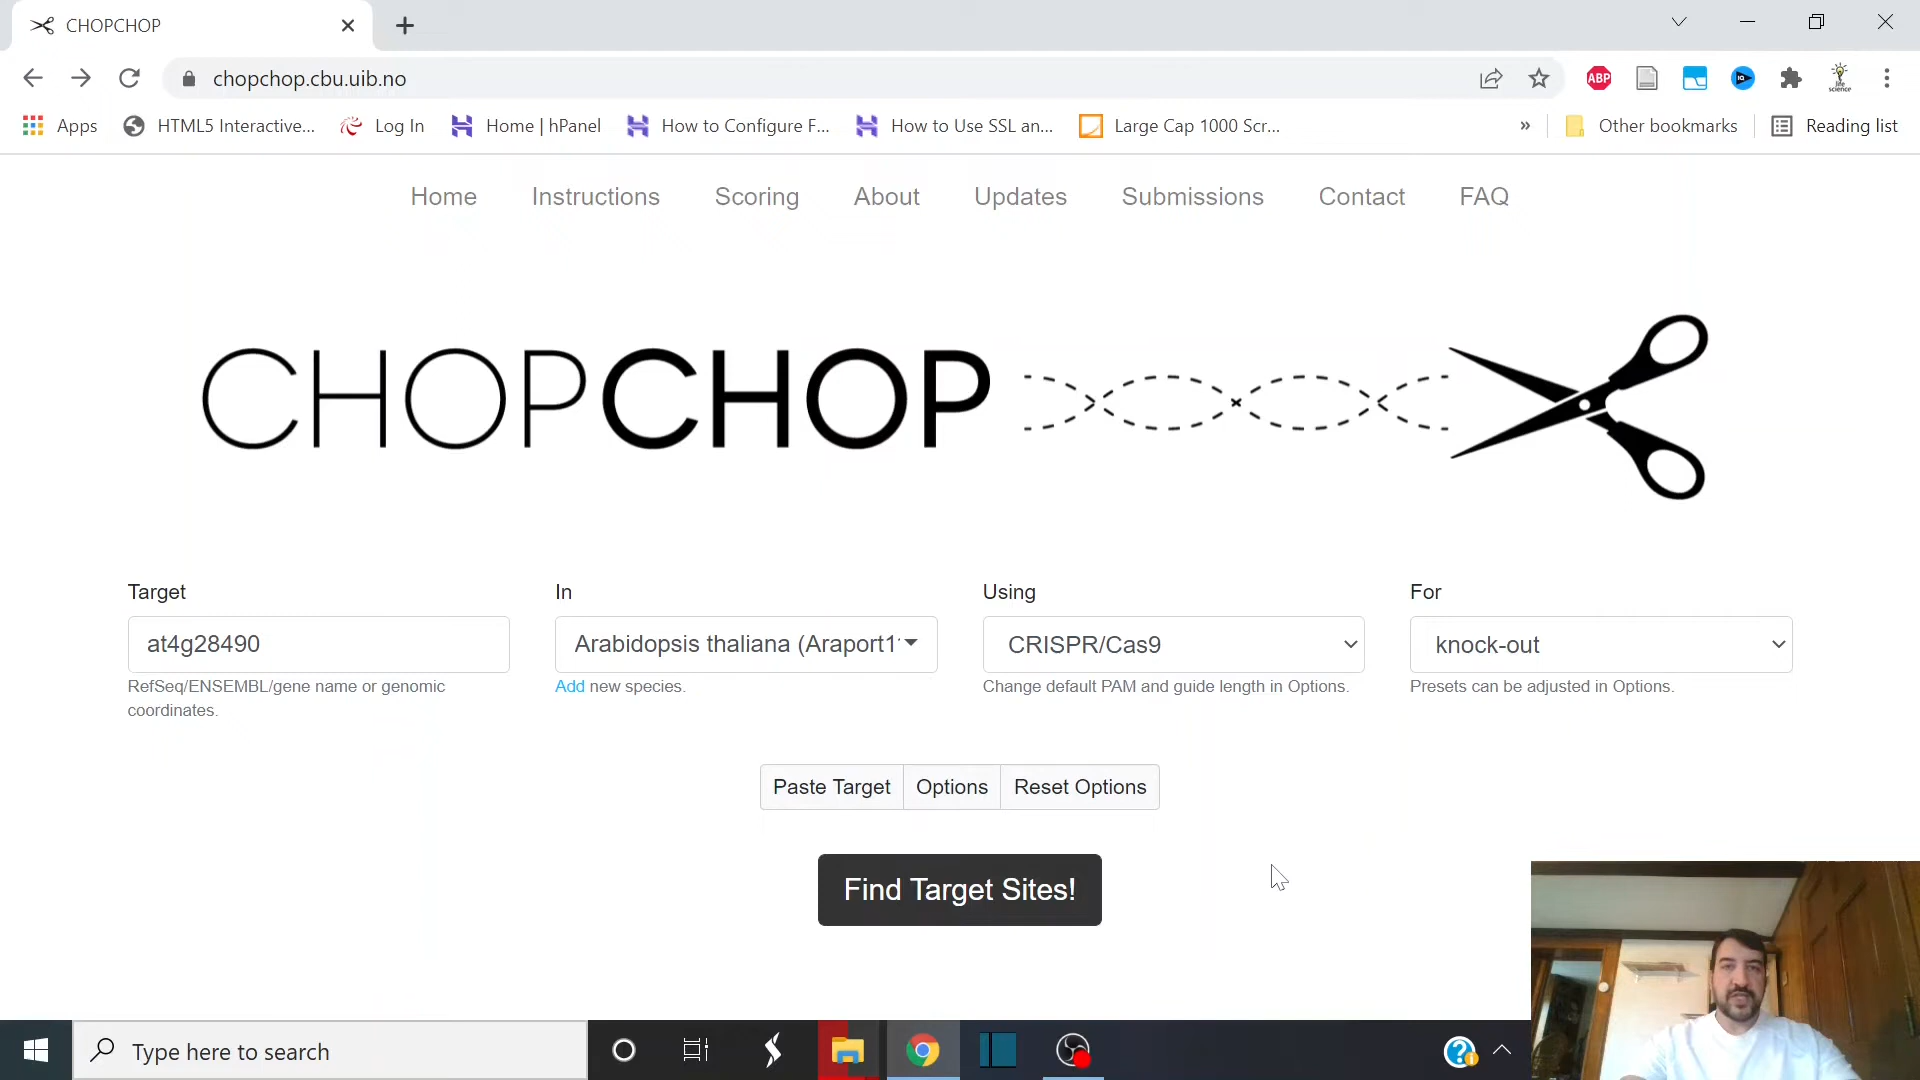 CHOPCHOP
chopchop.cbu.uib.no
ABP
Apps HTML5 Interactive... Log In Home | hPanel How to Configure F... How to Use SSL an... Large Cap 1000 Scr... » Other bookmarks Reading list
Home Instructions Scoring About Updates Submissions Contact FAQ
CHOPCHOP
Target In Using For
at4g28490 Arabidopsis thaliana (Araport1 CRISPR/Cas9 knock-out
RefSeq/ENSEMBL/gene name or genomic Add new species. Change default PAM and guide length in Options. Presets can be adjusted in Options.
coordinates.
Paste Target Options Reset Options
Find Target Sites!
Type here to search